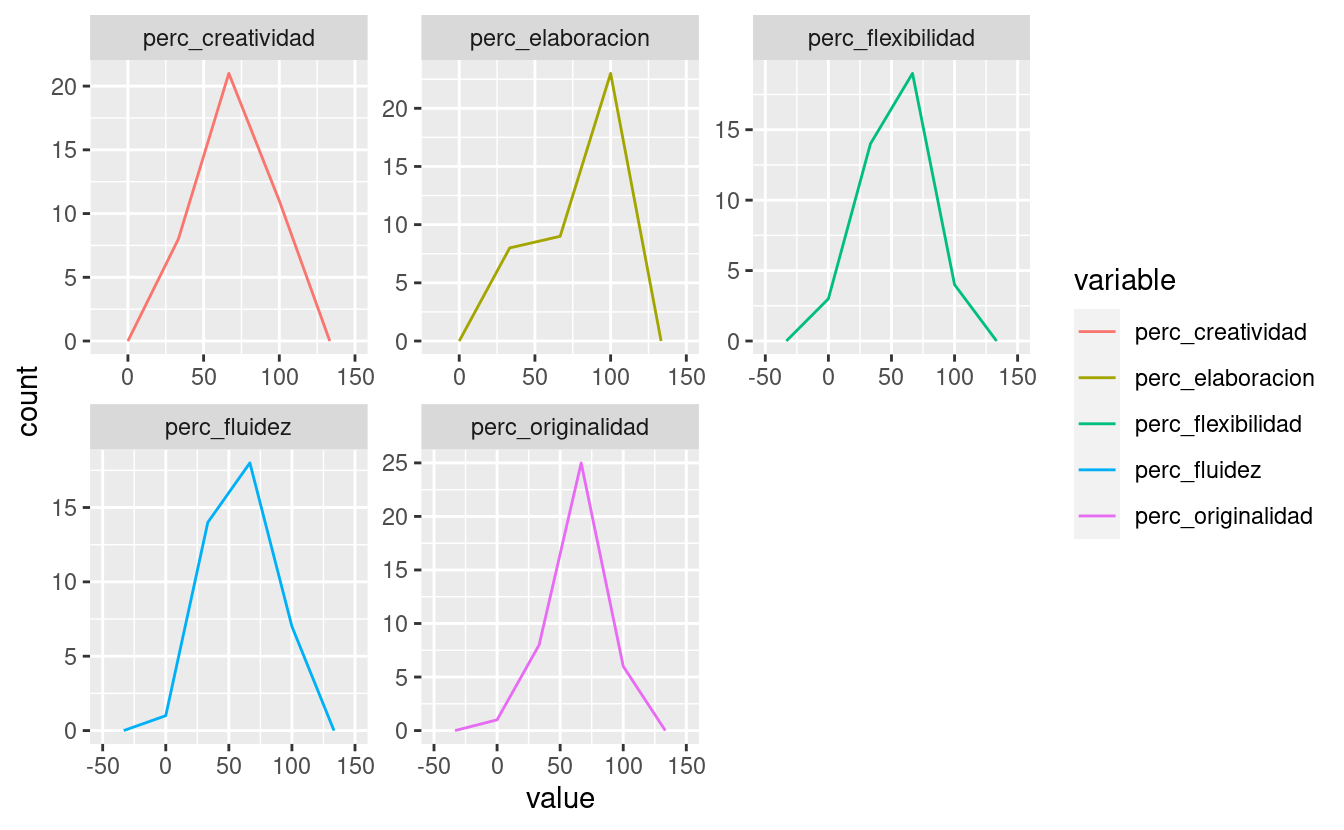 perc_creatividad perc_elaboracion perc_flexibilidad
20
15
10
5
0
0 50 100 150
20
15
10
5
0
0 50 100 150
15
10
5
0
-50 0 50 100 150
count
perc_fluidez perc_originalidad
15
10
5
0
-50 0 50 100 150
25
20
15
10
5
0
-50 0 50 100 150
value
variable
perc_creatividad
perc_elaboracion
perc_flexibilidad
perc_fluidez
perc_originalidad